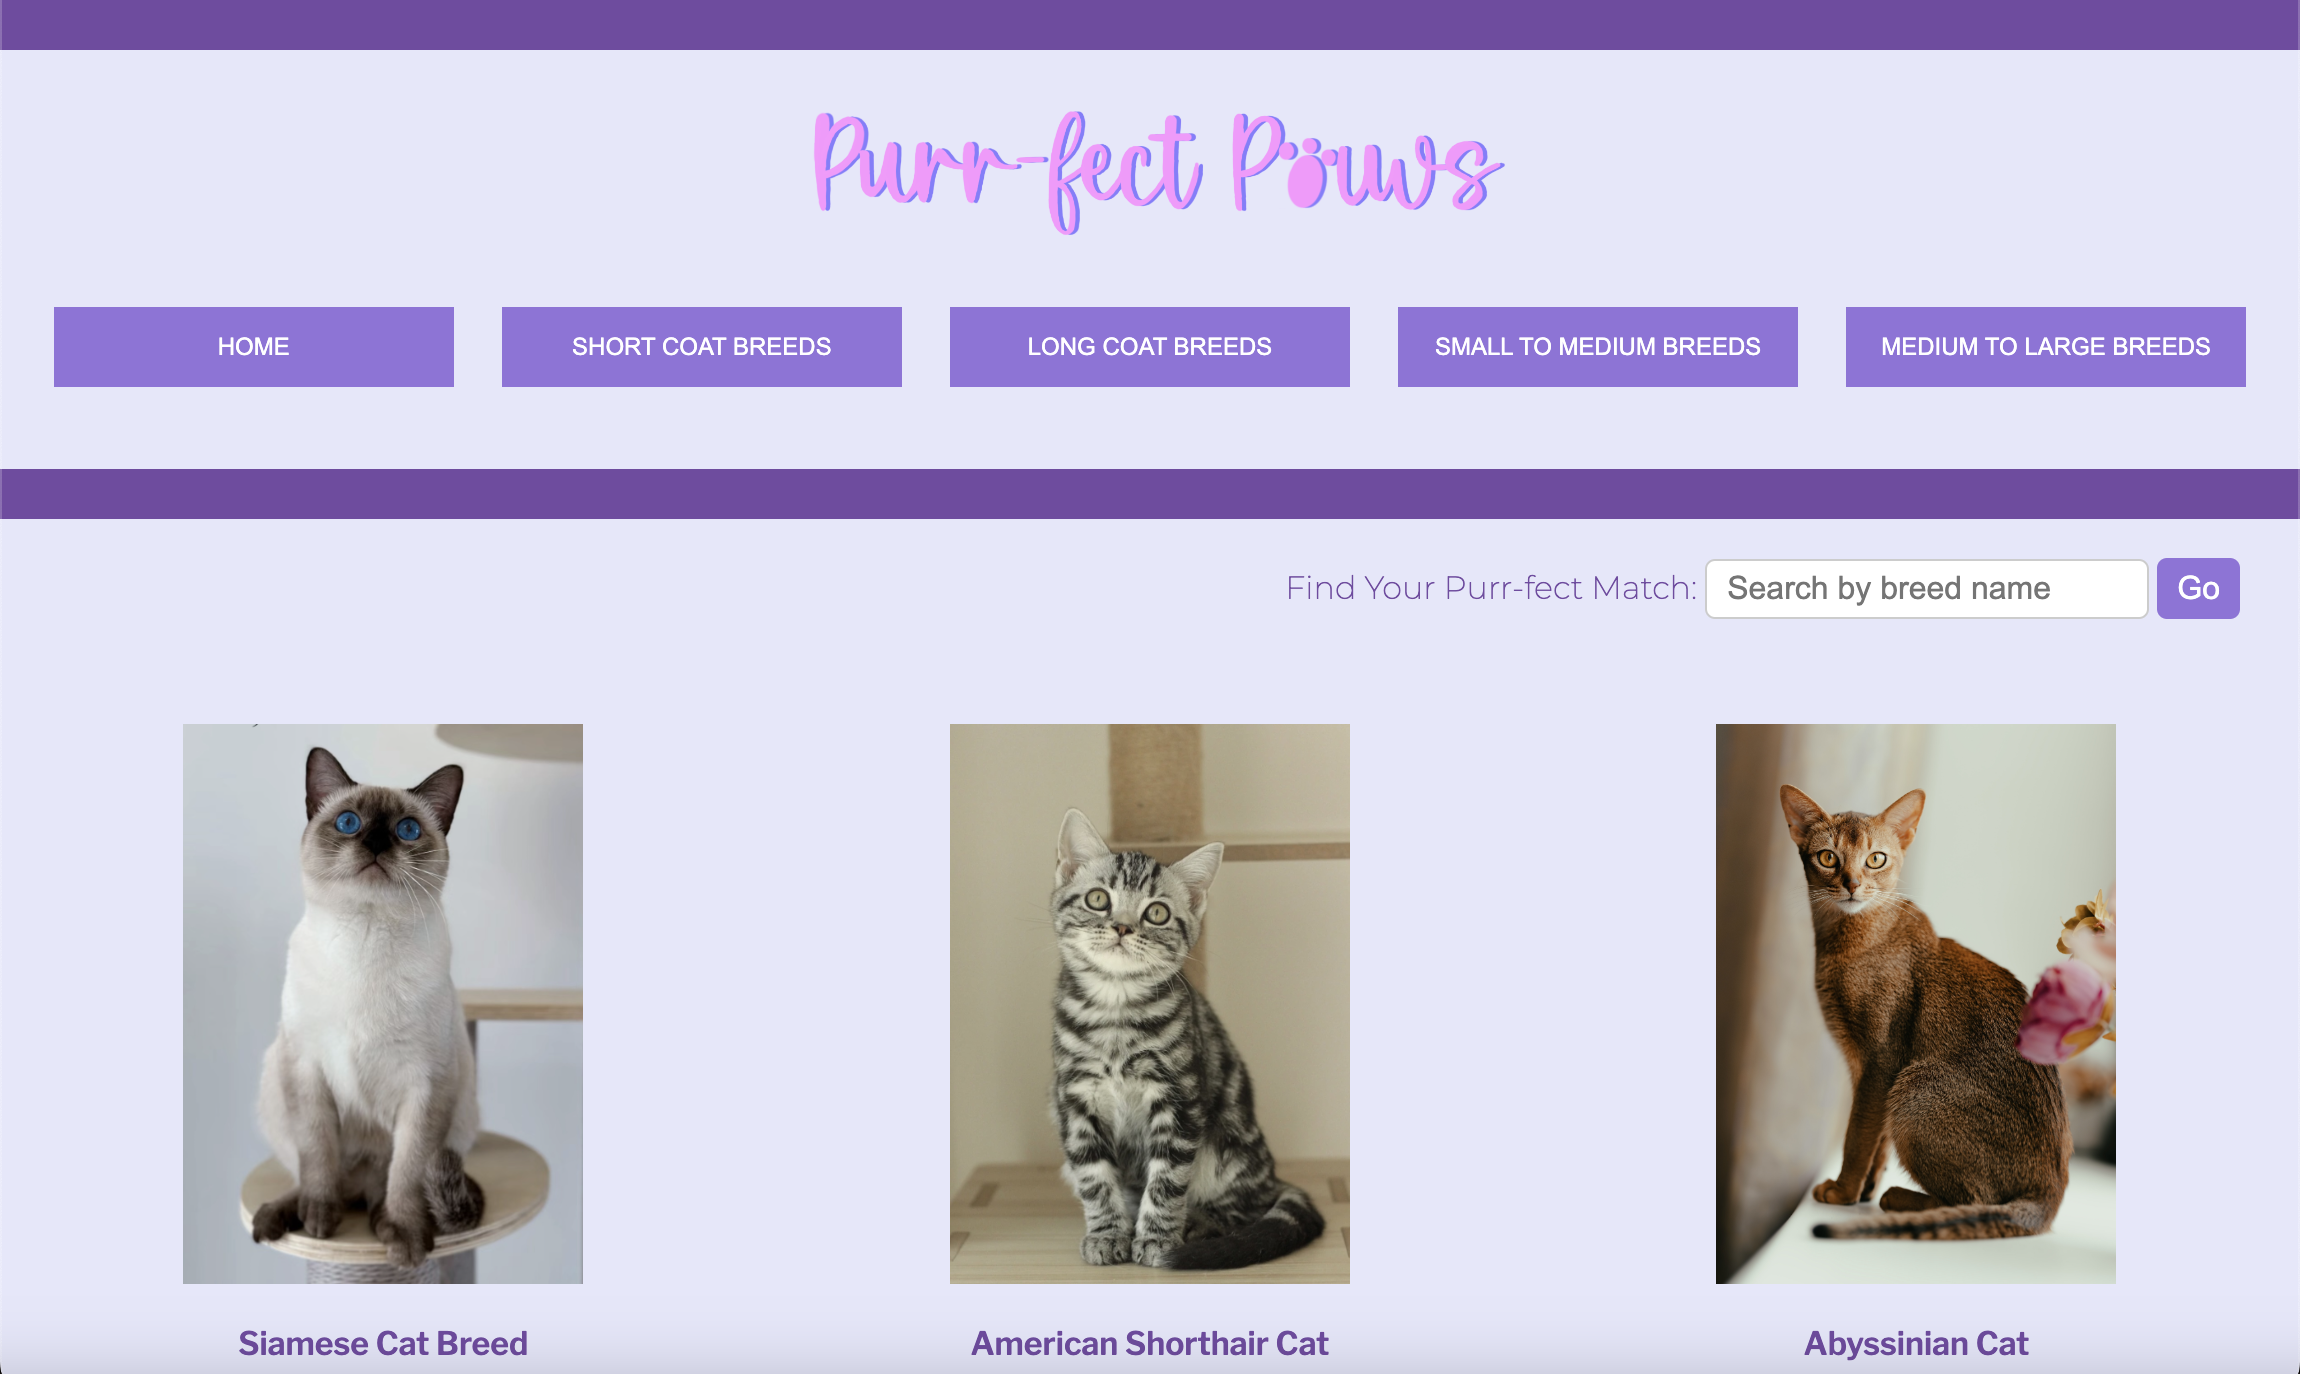 Purr-fect Paws
HOME
SHORT COAT BREEDS
LONG COAT BREEDS
SMALL TO MEDIUM BREEDS
MEDIUM TO LARGE BREEDS
Find Your Purr-fect Match: Search by breed name Go
Siamese Cat Breed
American Shorthair Cat
Abyssinian Cat